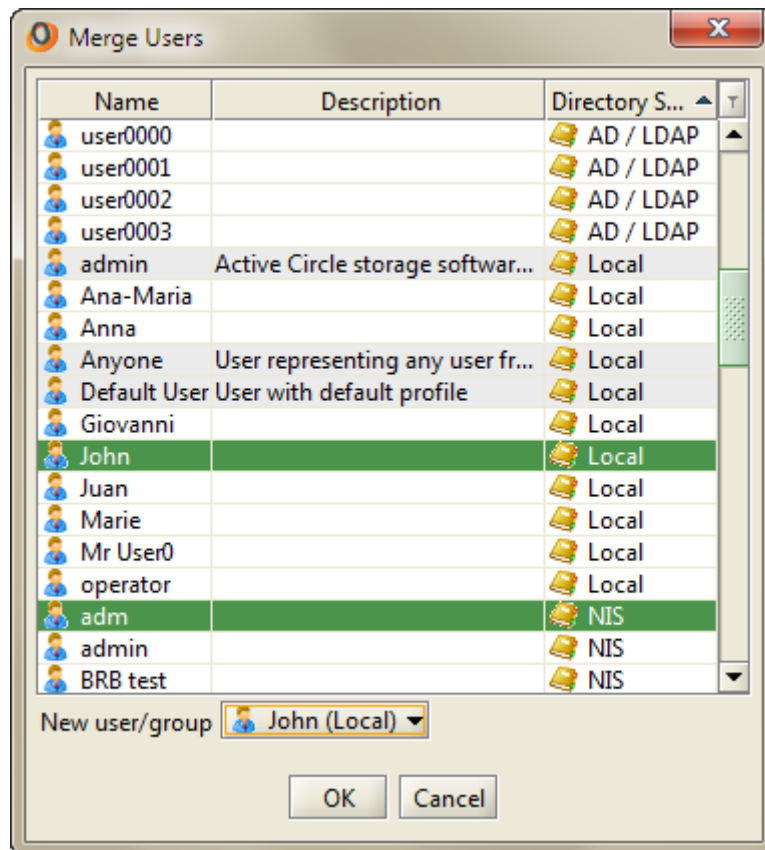 Merge Users
Name Description Directory S...
user0000 AD / LDAP
user0001 AD / LDAP
user0002 AD / LDAP
user0003 AD / LDAP
admin Active Circle storage softwar... Local
Ana-Maria Local
Anna Local
Anyone User representing any user fr... Local
Default User User with default profile Local
Giovanni Local
John Local
Juan Local
Marie Local
Mr User0 Local
operator Local
adm NIS
admin NIS
BRB test NIS
New user/group John (Local)
OK Cancel